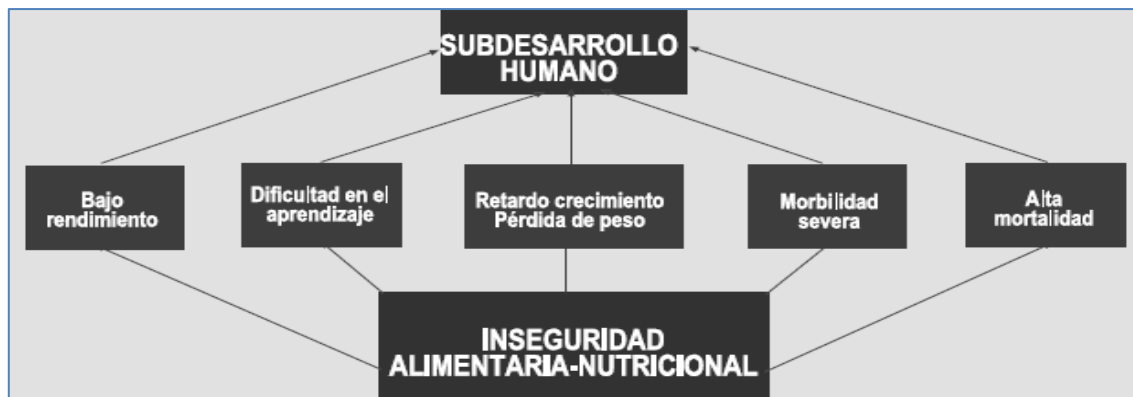 SUBDESARROLLO
HUMANO
Bajo
rendimiento
Dificultad en el
aprendizaje
Retardo crecimiento
Pérdida de peso
Morbilidad
severa
Alta
mortalidad
INSEGURIDAD
ALIMENTARIA-NUTRICIONAL